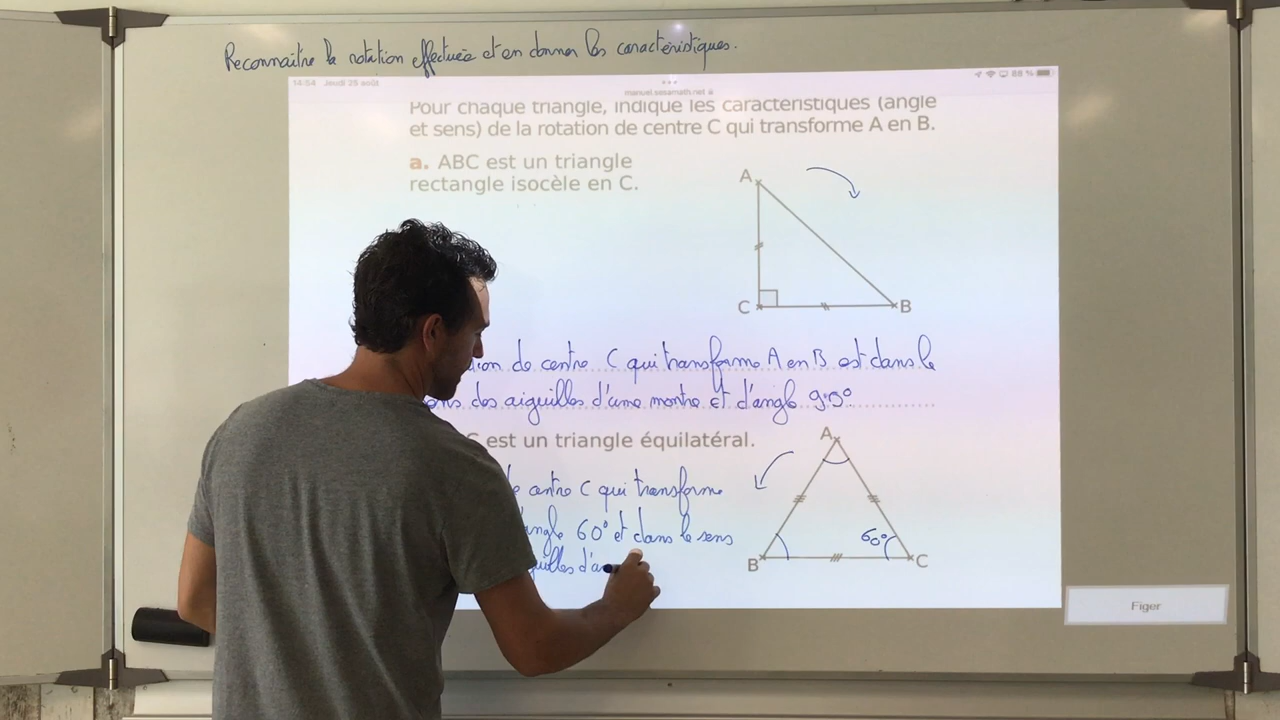 Reconnaître la rotation effectuée et en donner les caractéristiques.
14:54 Jeudi 25 août
88 %
manuel.sesamath.net
Pour chaque triangle, indique les caractéristiques (angle
et sens) de la rotation de centre C qui transforme A en B.
a. ABC est un triangle
rectangle isocèle en C.
A
C
B
tion de centre C qui transforme A en B est dans le
sens des aiguilles d'une montre et d'angle 90°
C est un triangle équilatéral.
A
centre C qui transforme
angle 60° et dans le sens
60°
guilles d'u
B
C
Figer